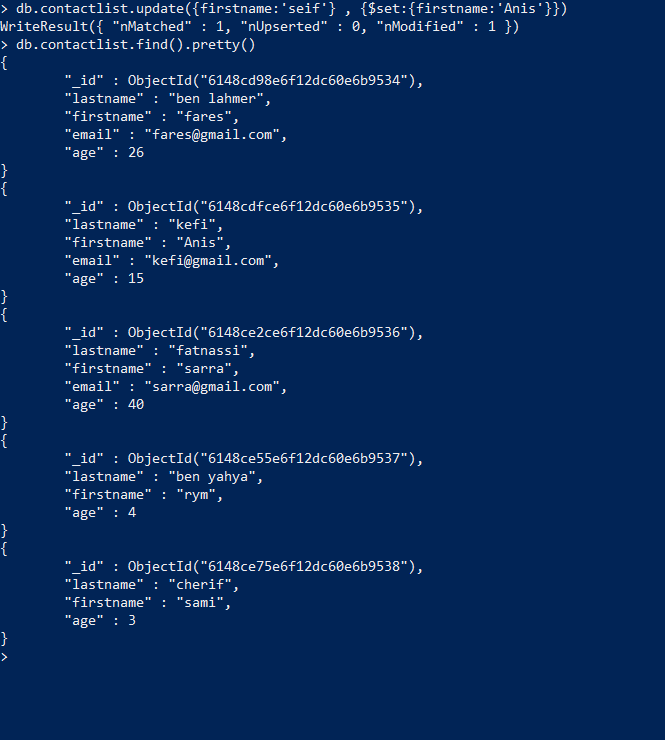 > db.contactlist.update({firstname:'seif'} , {$set:{firstname:'Anis'}})
WriteResult({ "nMatched" : 1, "nUpserted" : 0, "nModified" : 1 })
> db.contactlist.find().pretty()
{
        "_id" : ObjectId("6148cd98e6f12dc60e6b9534"),
        "lastname" : "ben lahmer",
        "firstname" : "fares",
        "email" : "fares@gmail.com",
        "age" : 26
}
{
        "_id" : ObjectId("6148cdfce6f12dc60e6b9535"),
        "lastname" : "kefi",
        "firstname" : "Anis",
        "email" : "kefi@gmail.com",
        "age" : 15
}
{
        "_id" : ObjectId("6148ce2ce6f12dc60e6b9536"),
        "lastname" : "fatnassi",
        "firstname" : "sarra",
        "email" : "sarra@gmail.com",
        "age" : 40
}
{
        "_id" : ObjectId("6148ce55e6f12dc60e6b9537"),
        "lastname" : "ben yahya",
        "firstname" : "rym",
        "age" : 4
}
{
        "_id" : ObjectId("6148ce75e6f12dc60e6b9538"),
        "lastname" : "cherif",
        "firstname" : "sami",
        "age" : 3
}
>